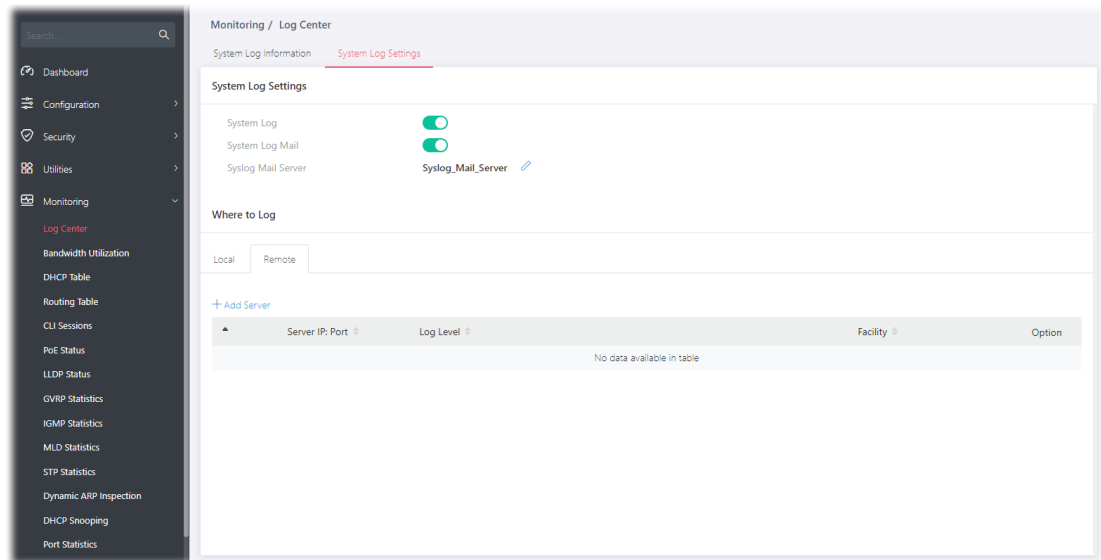 Search...
Dashboard
Configuration
Security
Utilities
Monitoring
Log Center
Bandwidth Utilization
DHCP Table
Routing Table
CLI Sessions
PoE Status
LLDP Status
GVRP Statistics
IGMP Statistics
MLD Statistics
STP Statistics
Dynamic ARP Inspection
DHCP Snooping
Port Statistics
Monitoring / Log Center
System Log Information System Log Settings
System Log Settings
System Log
System Log Mail
Syslog Mail Server Syslog_Mail_Server
Where to Log
Local Remote
+ Add Server
Server IP: Port Log Level Facility Option
No data available in table